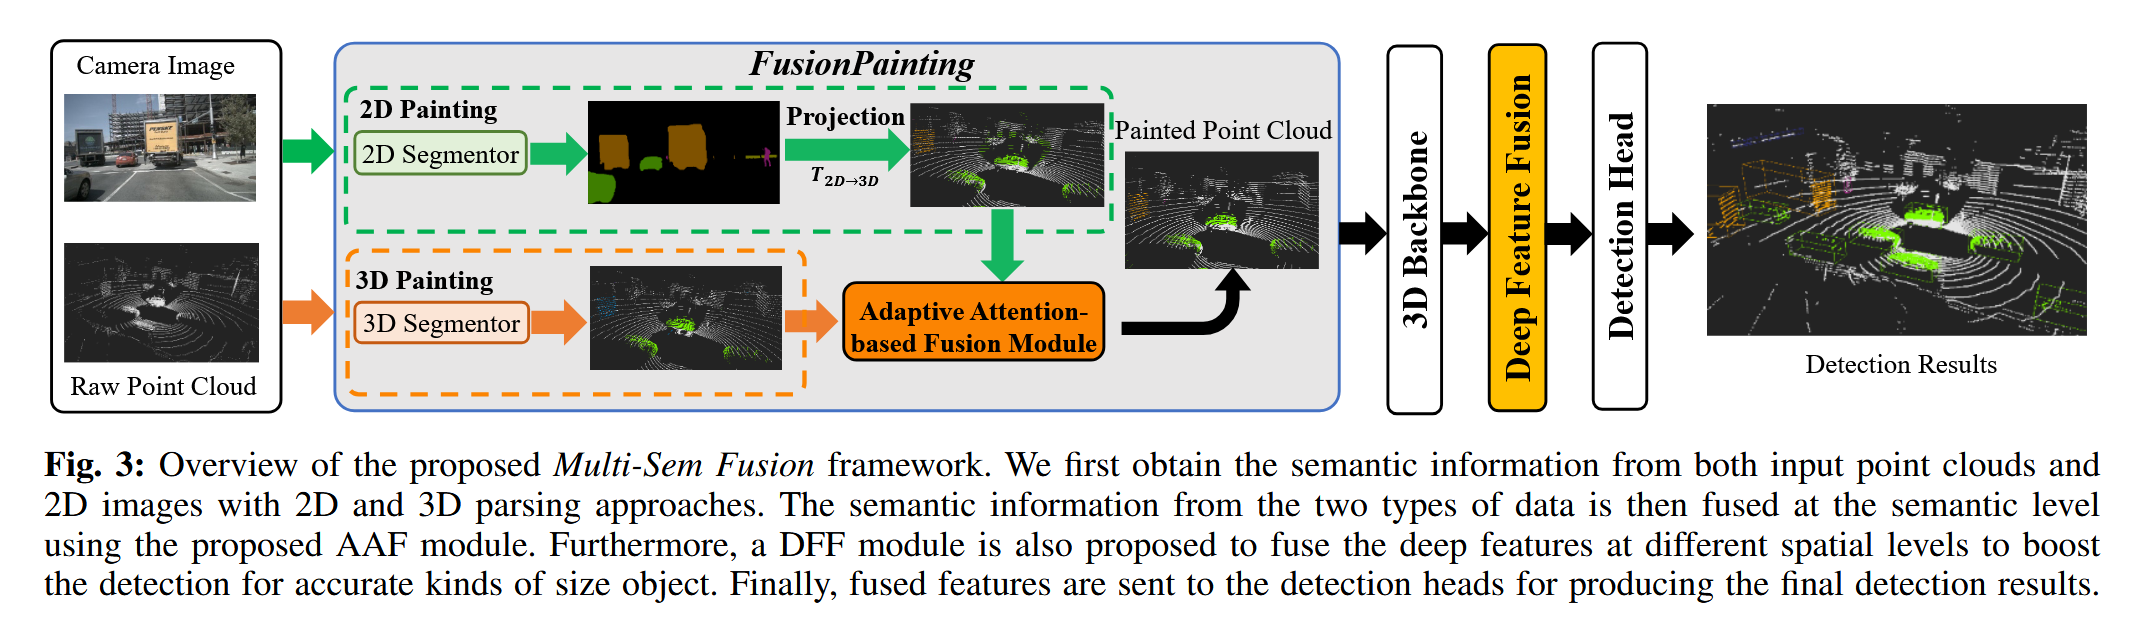 Camera Image
Raw Point Cloud
FusionPainting
2D Painting
2D Segmentor
Projection
T2D→3D
3D Painting
3D Segmentor
Adaptive Attention-
based Fusion Module
Painted Point Cloud
3D Backbone
Deep Feature Fusion
Detection Head
Detection Results
Fig. 3: Overview of the proposed Multi-Sem Fusion framework. We first obtain the semantic information from both input point clouds and
2D images with 2D and 3D parsing approaches. The semantic information from the two types of data is then fused at the semantic level
using the proposed AAF module. Furthermore, a DFF module is also proposed to fuse the deep features at different spatial levels to boost
the detection for accurate kinds of size object. Finally, fused features are sent to the detection heads for producing the final detection results.